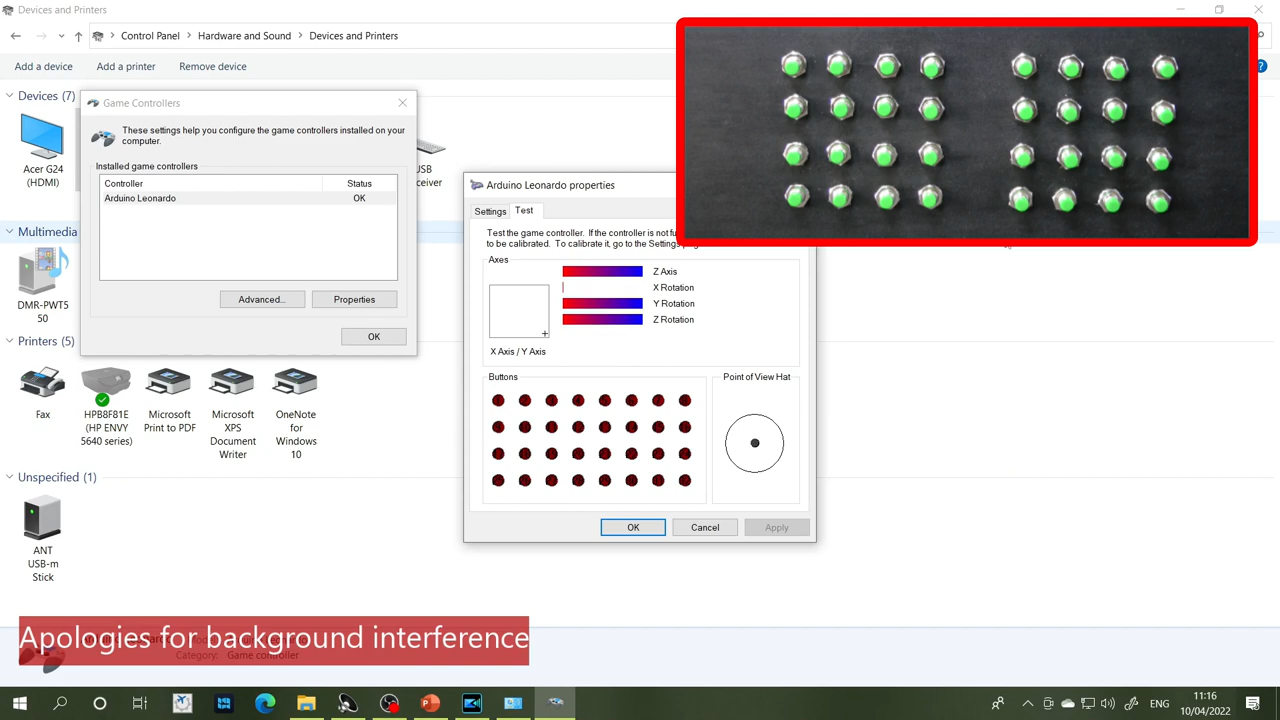 Devices and Printers
Control Panel
Hardware and Sound
Devices and Printers
Add a device
Add a printer
Remove device
Devices (7)
Acer G24
(HDMI)
USB
ceiver
Multimedia
DMR-PWT5
50
Printers (5)
Fax
HPB8F81E
(HP ENVY
5640 series)
Microsoft
Print to PDF
Microsoft
XPS
Document
Writer
OneNote
for
Windows
10
Unspecified (1)
ANT
USB-m
Stick
Game Controllers
These settings help you configure the game controllers installed on your
computer.
Installed game controllers
Controller
Status
Arduino Leonardo
OK
Advanced...
Properties
OK
Arduino Leonardo properties
Settings
Test
Test the game controller. If the controller is not fu
to be calibrated. To calibrate it, go to the Settings
Axes
Z Axis
X Rotation
Y Rotation
Z Rotation
X Axis / Y Axis
Buttons
Point of View Hat
OK
Cancel
Apply
Apologies for background interference
Category:
Game controller
ENG
11:16
10/04/2022